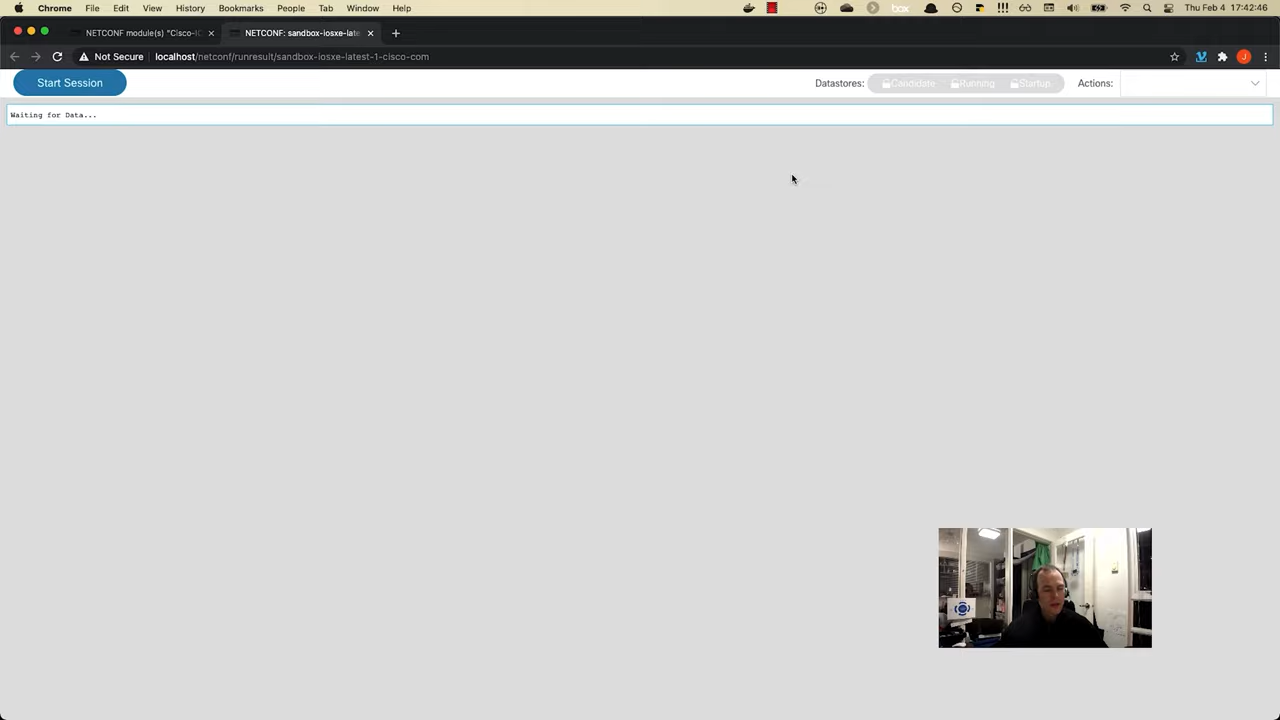 Chrome File Edit View History Bookmarks People Tab Window Help box Thu Feb 4 17:42:46
NETCONF module(s) "Cisco-IO NETCONF: sandbox-iosxe-late
Not Secure localhost/netconf/runresult/sandbox-iosxe-latest-1-cisco-com J
Start Session Datastores: Candidate Running Startup Actions:
Waiting for Data...